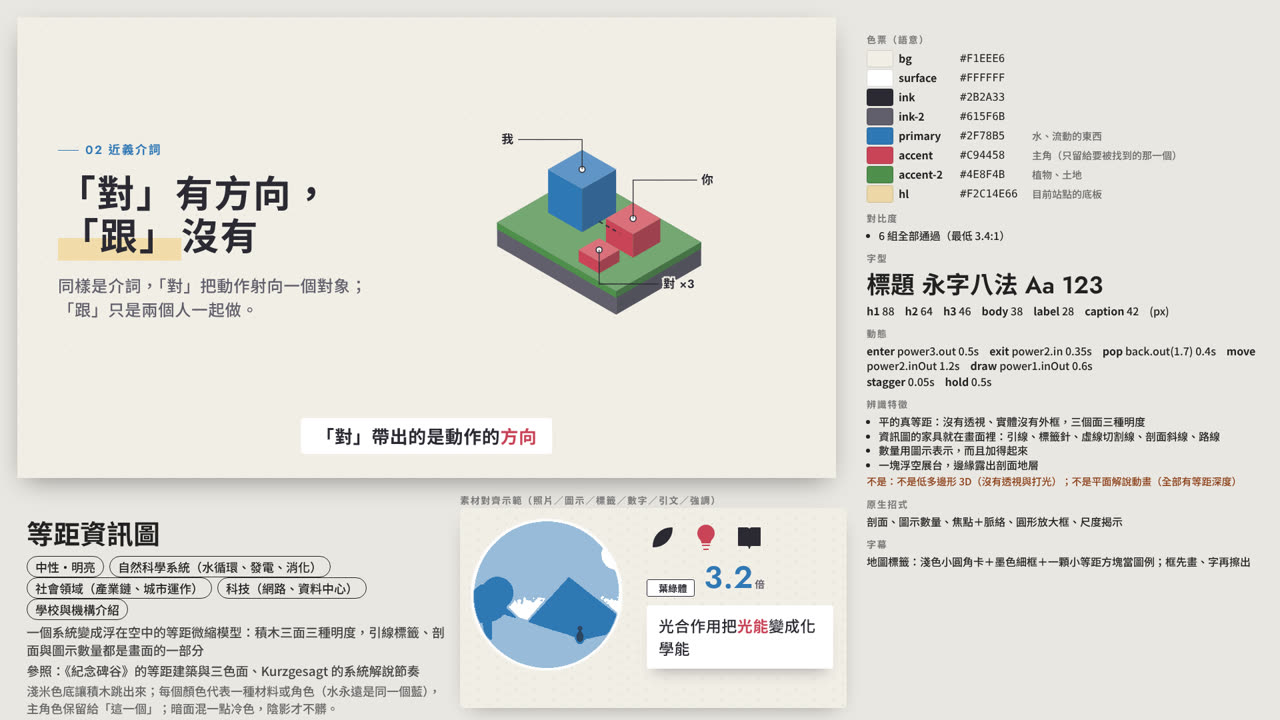 02 近義介詞
「對」有方向，
「跟」沒有
同樣是介詞，「對」把動作射向一個對象；
「跟」只是兩個人一起做。
我
你
對 ×3
「對」帶出的是動作的方向
等距資訊圖
中性・明亮
自然科學系統（水循環、發電、消化）
社會領域（產業鏈、城市運作）
科技（網路、資料中心）
學校與機構介紹
一個系統變成浮在空中的等距微縮模型：積木三面三種明度，引線標籤、剖
面與圖示數量都是畫面的一部分
參照：《紀念碑谷》的等距建築與三色面、Kurzgesagt 的系統解說節奏
淺米色底讓積木跳出來；每個顏色代表一種材料或角色（水永遠是同一個藍），
主角色保留給「這一個」；暗面混一點冷色，陰影才不髒。
素材對齊示範（照片／圖示／標籤／數字／引文／強調）
葉綠體
3.2倍
光合作用把光能變成化
學能
色票（語意）
bg #F1EEE6
surface #FFFFFF
ink #2B2A33
ink-2 #615F6B
primary #2F78B5 水、流動的東西
accent #C94458 主角（只留給要被找到的那一個）
accent-2 #4E8F4B 植物、土地
hl #F2C14E66 目前站點的底板
對比度
6 組全部通過（最低 3.4:1）
字型
標題 永字八法 Aa 123
h1 88 h2 64 h3 46 body 38 label 28 caption 42 (px)
動態
enter power3.out 0.5s exit power2.in 0.35s pop back.out(1.7) 0.4s move
power2.inOut 1.2s draw power1.inOut 0.6s
stagger 0.05s hold 0.5s
辨識特徵
平的真等距：沒有透視、實體沒有外框，三個面三種明度
資訊圖的家具就在畫面裡：引線、標籤針、虛線切割線、剖面斜線、路線
數量用圖示表示，而且加得起來
一塊浮空展台，邊緣露出剖面地層
不是：不是低多邊形 3D（沒有透視與打光）；不是平面解說動畫（全部有等距深度）
原生招式
剖面、圖示數量、焦點＋脈絡、圓形放大框、尺度揭示
字幕
地圖標籤：淺色小圓角卡＋墨色細框＋一顆小等距方塊當圖例；框先畫、字再擦出